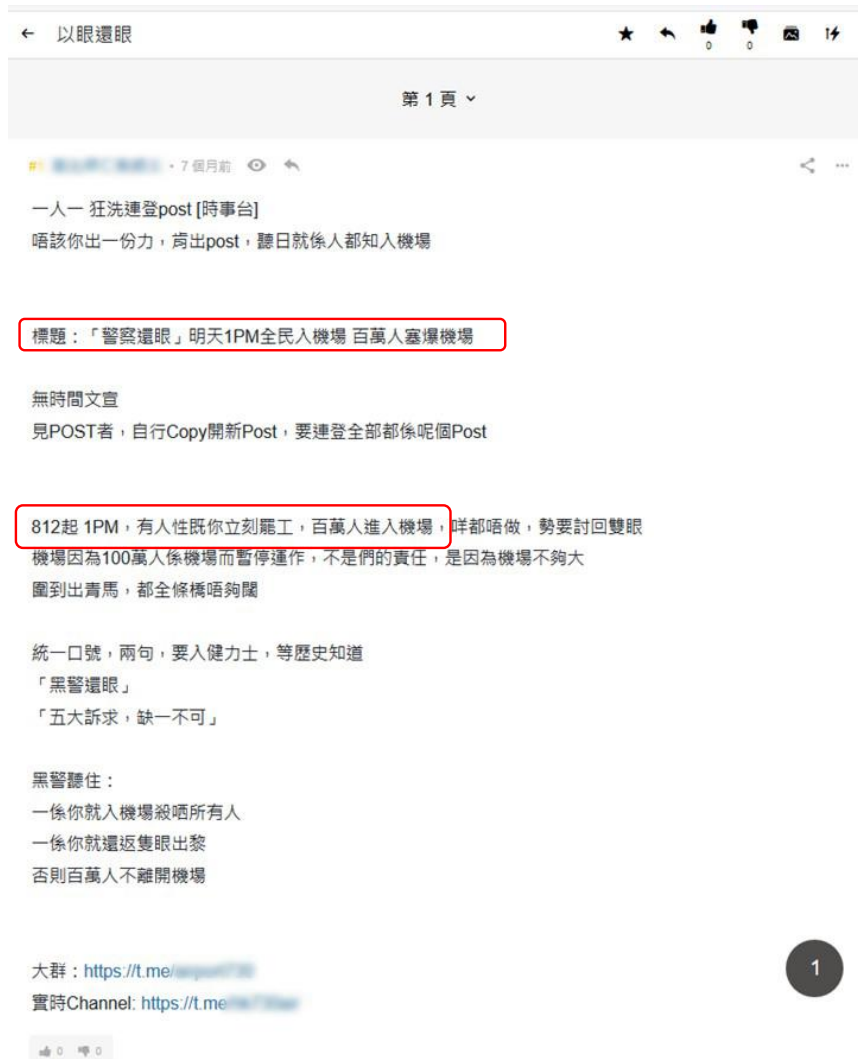 以眼還眼
0 0
第 1 頁
• 7 個月前
一人一 狂洗連登post [時事台]
唔該你出一份力，肯出post，聽日就係人都知入機場
標題：「警察還眼」明天1PM全民入機場 百萬人塞爆機場
無時間文宣
見POST者，自行Copy開新Post，要連登全部都係呢個Post
812起 1PM，有人性既你立刻罷工，百萬人進入機場，咩都唔做，勢要討回雙眼
機場因為100萬人係機場而暫停運作，不是們的責任，是因為機場不夠大
圍到出青馬，都全條橋唔夠闊
統一口號，兩句，要入健力士，等歷史知道
「黑警還眼」
「五大訴求，缺一不可」
黑警聽住：
一係你就入機場殺哂所有人
一係你就還返隻眼出黎
否則百萬人不離開機場
1
大群：https://t.me/
實時Channel: https://t.me
0 0